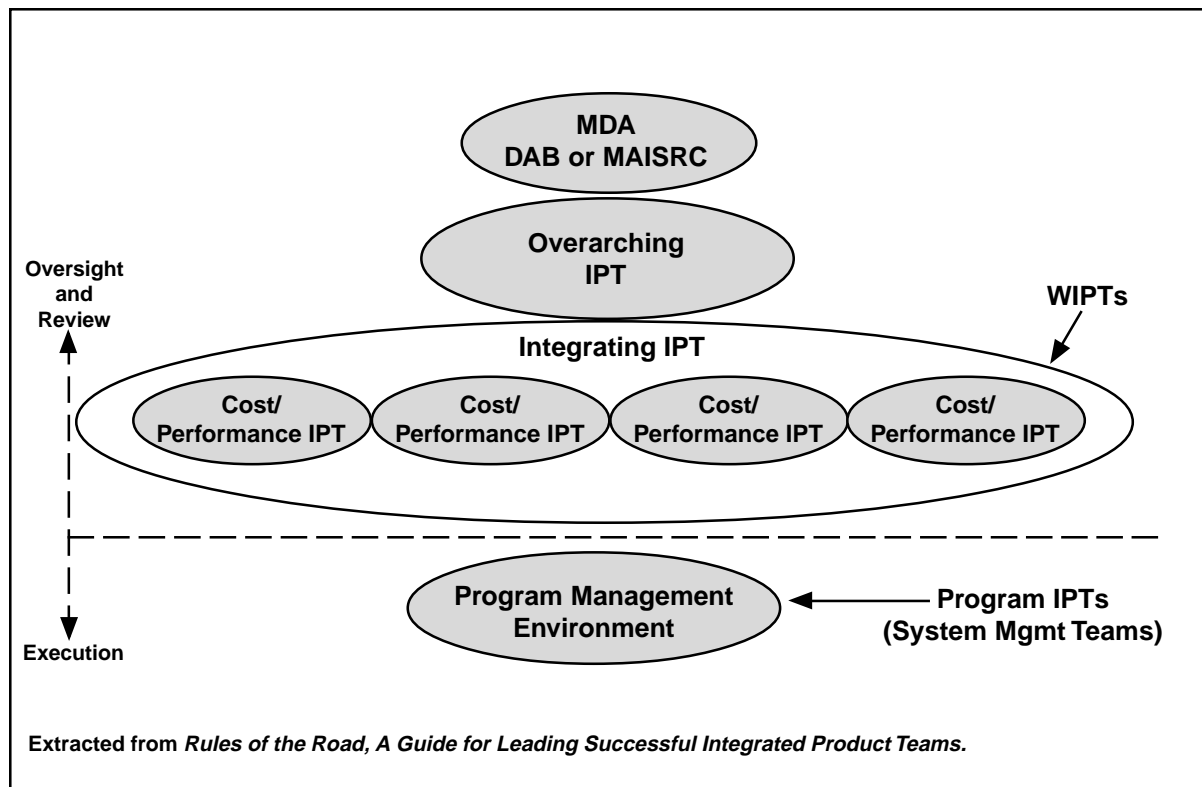 MDA
DAB or MAISRC
Overarching
IPT
Oversight
and
Review
WIPTs
Integrating IPT
Cost/
Performance IPT
Cost/
Performance IPT
Cost/
Performance IPT
Cost/
Performance IPT
Program Management
Environment
Program IPTs
(System Mgmt Teams)
Execution
Extracted from Rules of the Road, A Guide for Leading Successful Integrated Product Teams.